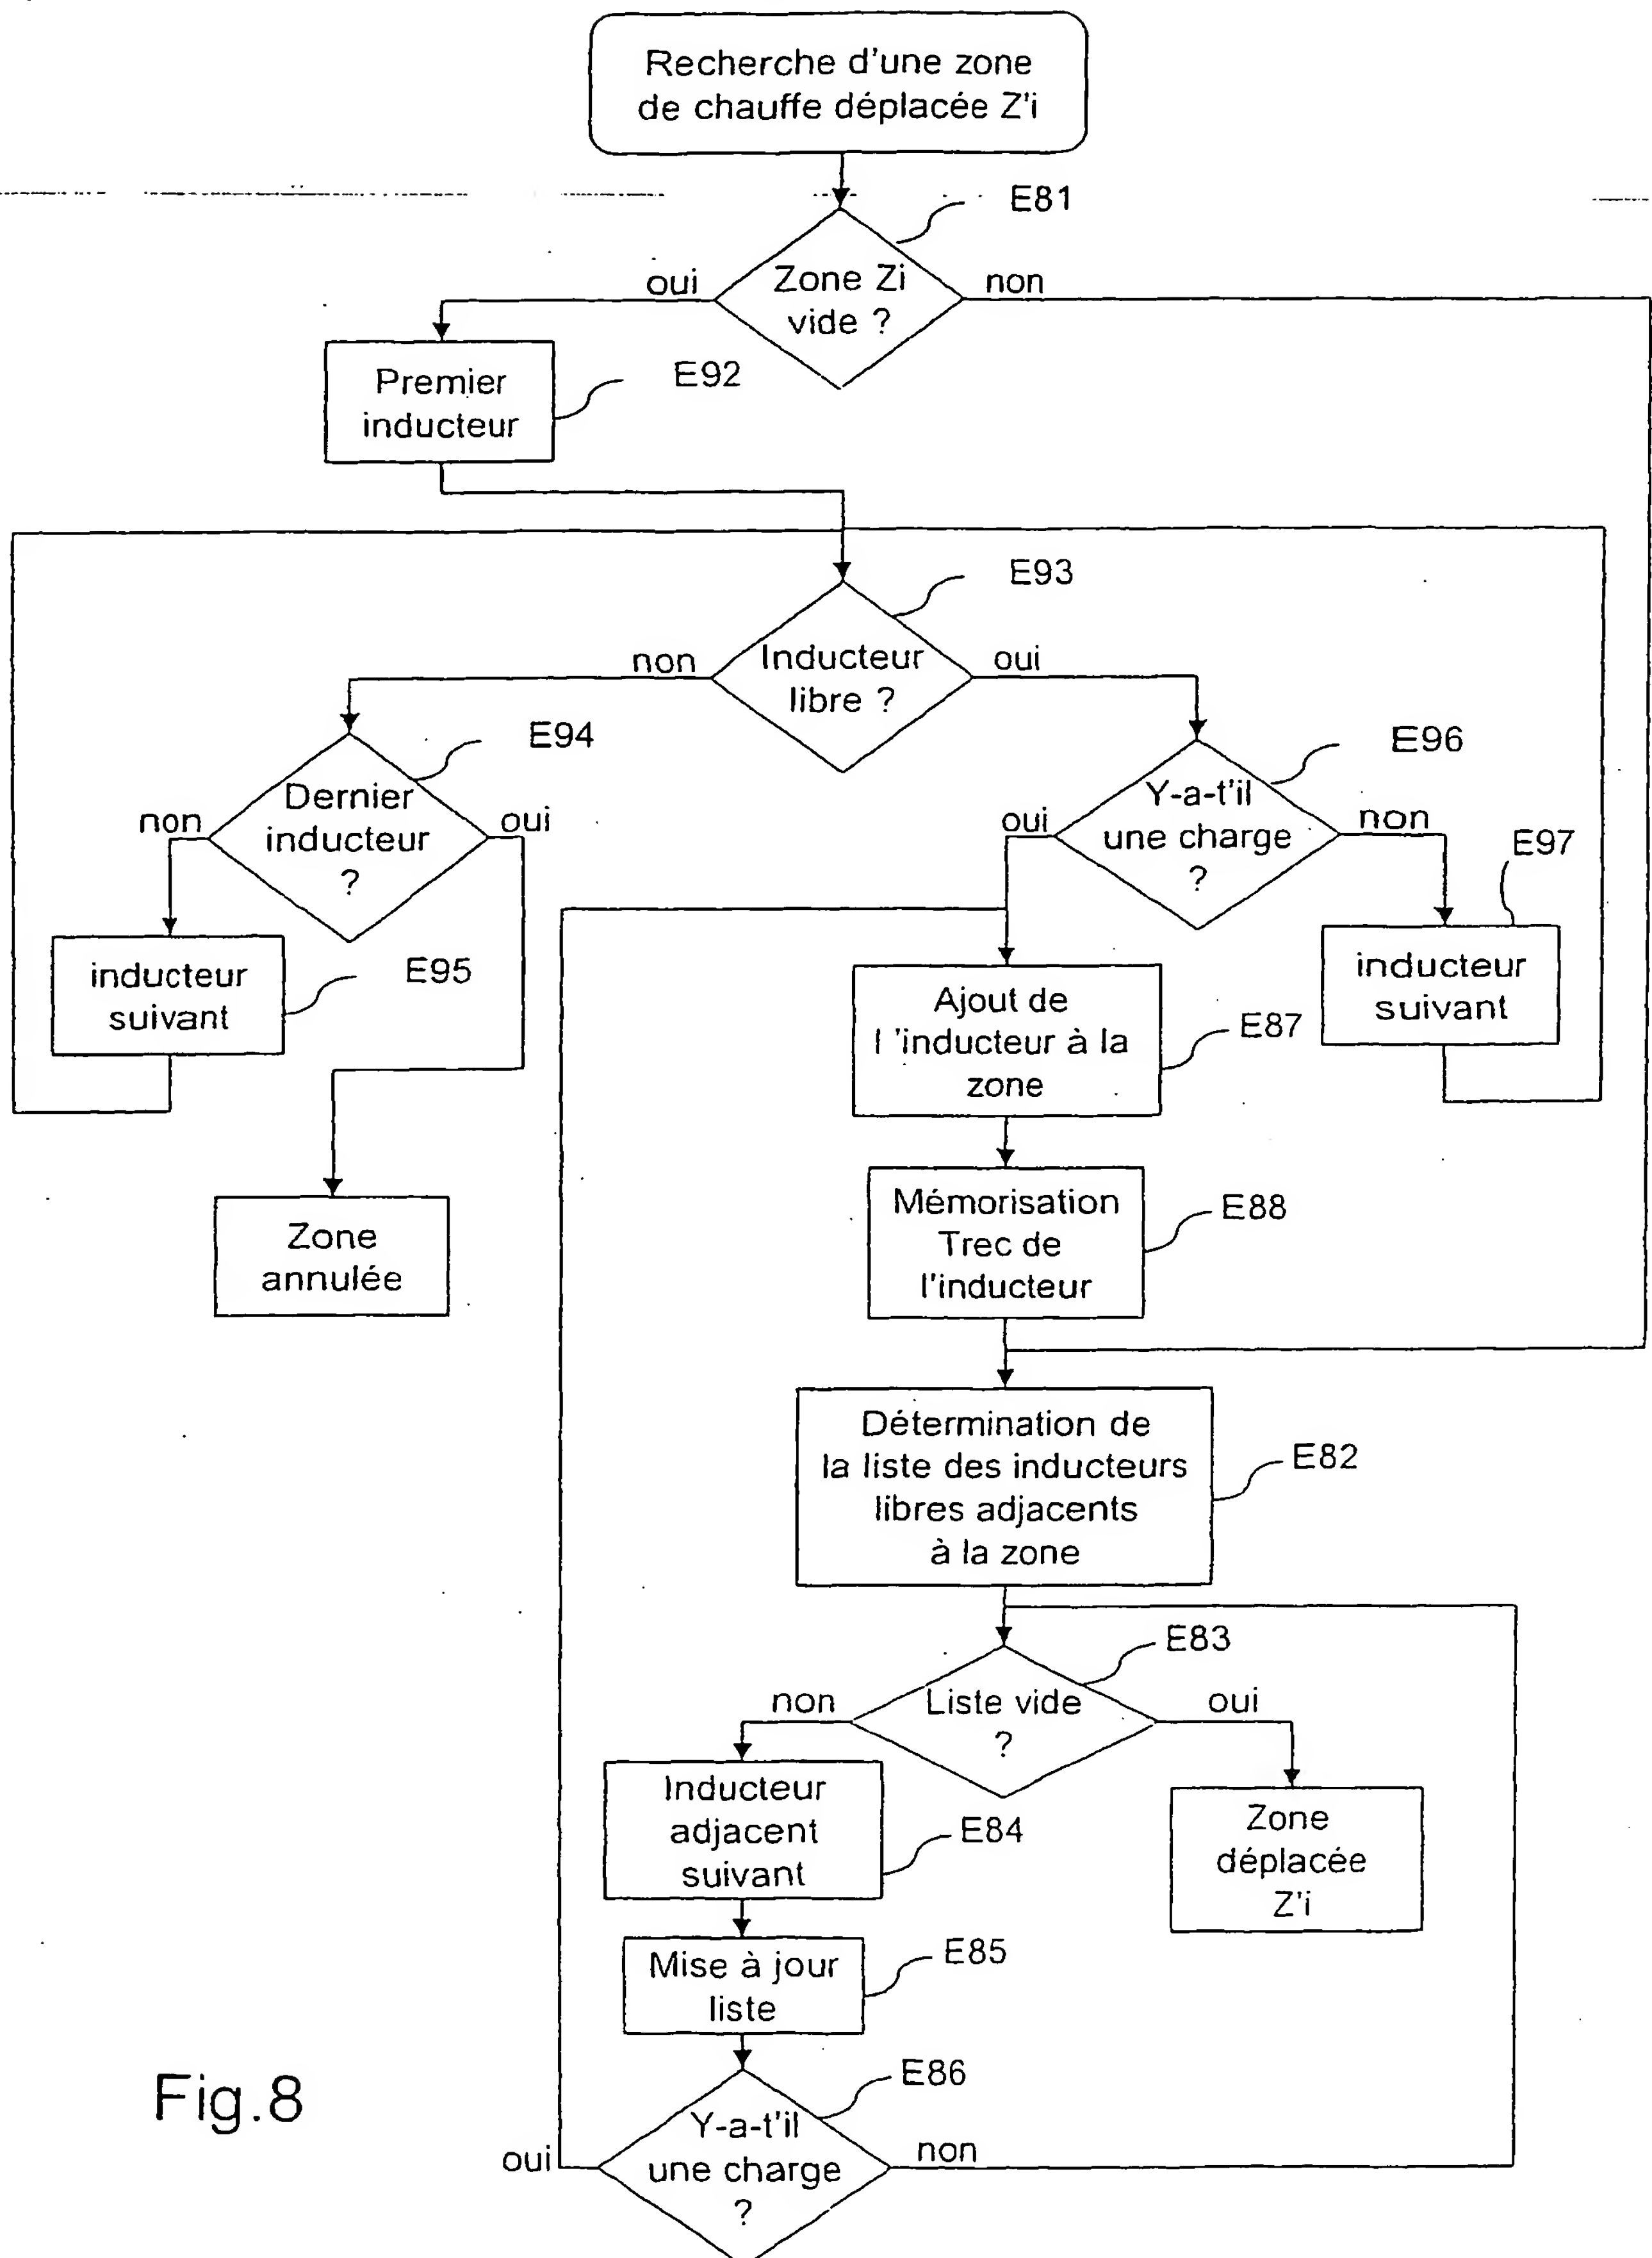 Recherche d'une zone
de chauffe déplacée Z'i
E81
oui
Zone Zi
vide ?
non
Premier
inducteur
E92
E93
non
Inducteur
libre ?
oui
E94
E96
Dernier
inducteur
?
non
oui
Y-a-t'il
une charge
?
oui
non
E97
inducteur
suivant
E95
inducteur
suivant
Ajout de
l 'inducteur à la
zone
E87
Mémorisation
Trec de
l'inducteur
E88
Zone
annulée
Détermination de
la liste des inducteurs
libres adjacents
à la zone
E82
E83
non
Liste vide
?
oui
Inducteur
adjacent
suivant
E84
Zone
déplacée
Z'i
Mise à jour
liste
E85
E86
Y-a-t'il
une charge
?
oui
non
Fig.8